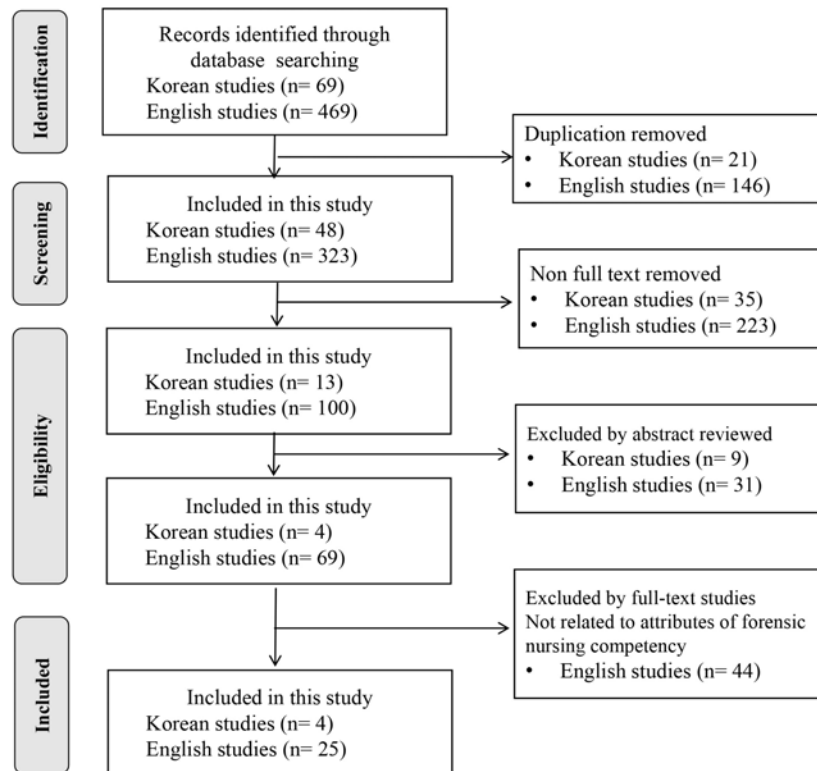 Identification
Records identified through
database searching
Korean studies (n= 69)
English studies (n= 469)
Duplication removed
• Korean studies (n= 21)
• English studies (n= 146)
Screening
Included in this study
Korean studies (n= 48)
English studies (n= 323)
Non full text removed
• Korean studies (n= 35)
• English studies (n= 223)
Eligibility
Included in this study
Korean studies (n= 13)
English studies (n= 100)
Excluded by abstract reviewed
• Korean studies (n= 9)
• English studies (n= 31)
Included in this study
Korean studies (n= 4)
English studies (n= 69)
Excluded by full-text studies
Not related to attributes of forensic
nursing competency
• English studies (n= 44)
Included
Included in this study
Korean studies (n= 4)
English studies (n= 25)